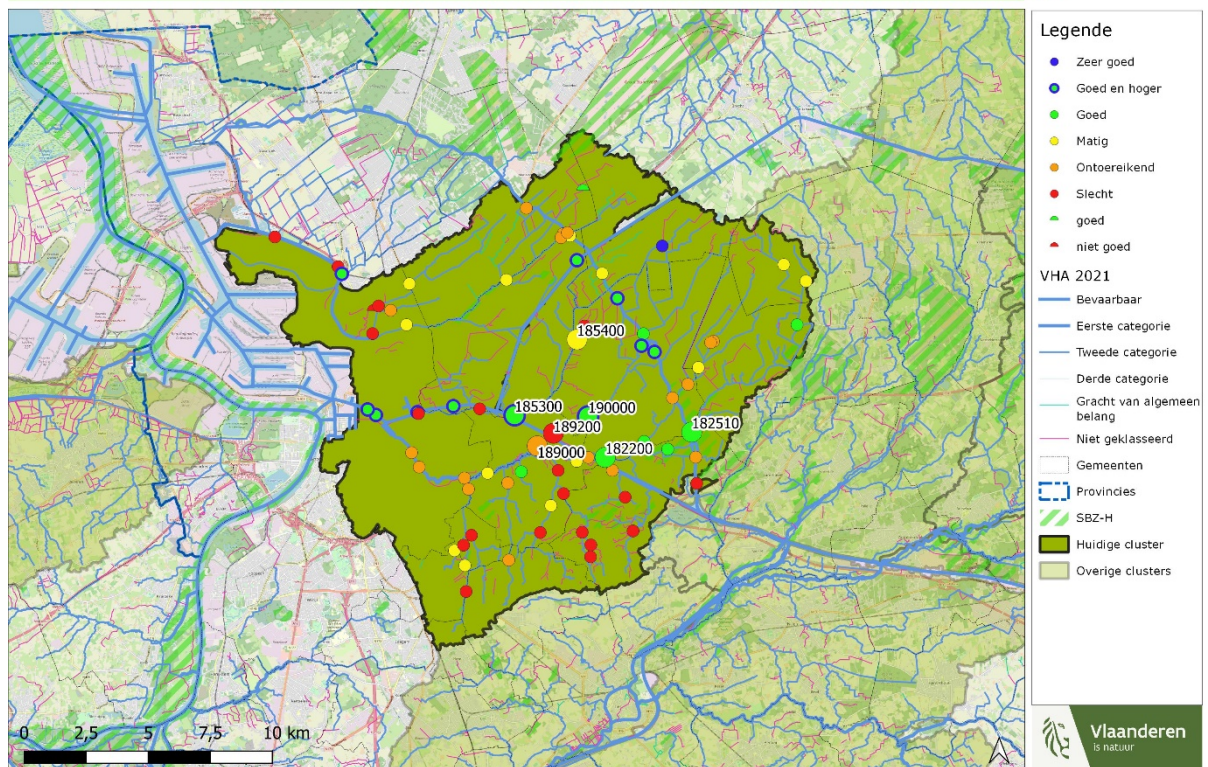 185400
185300
190000
189200
182510
189000
182200
0 2,5 5 7,5 10 km
Legende
Zeer goed
Goed en hoger
Goed
Matig
Ontoereikend
Slecht
goed
niet goed
VHA 2021
Bevaarbaar
Eerste categorie
Tweede categorie
Derde categorie
Gracht van algemeen
belang
Niet geklasseerd
Gemeenten
Provincies
SBZ-H
Huidige cluster
Overige clusters
Vlaanderen
is natuur